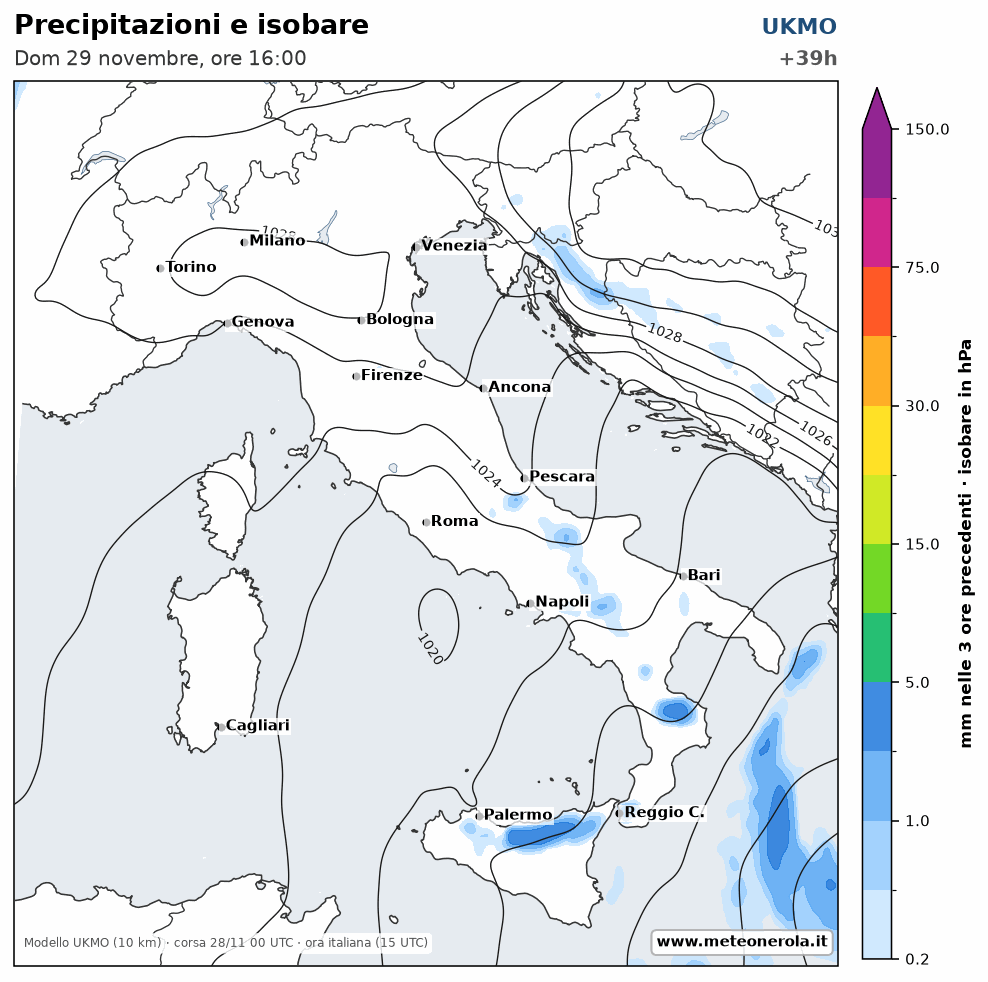 Precipitazioni e isobare
UKMO
Dom 29 novembre, ore 16:00
+39h
150.0
75.0
30.0
15.0
5.0
1.0
0.2
mm nelle 3 ore precedenti · isobare in hPa
Milano
Venezia
Torino
Genova
Bologna
1028
Firenze
Ancona
1022
1026
1024
Pescara
Roma
Bari
Napoli
1020
Cagliari
Palermo
Reggio C.
Modello UKMO (10 km) · corsa 28/11 00 UTC · ora italiana (15 UTC)
www.meteonerola.it